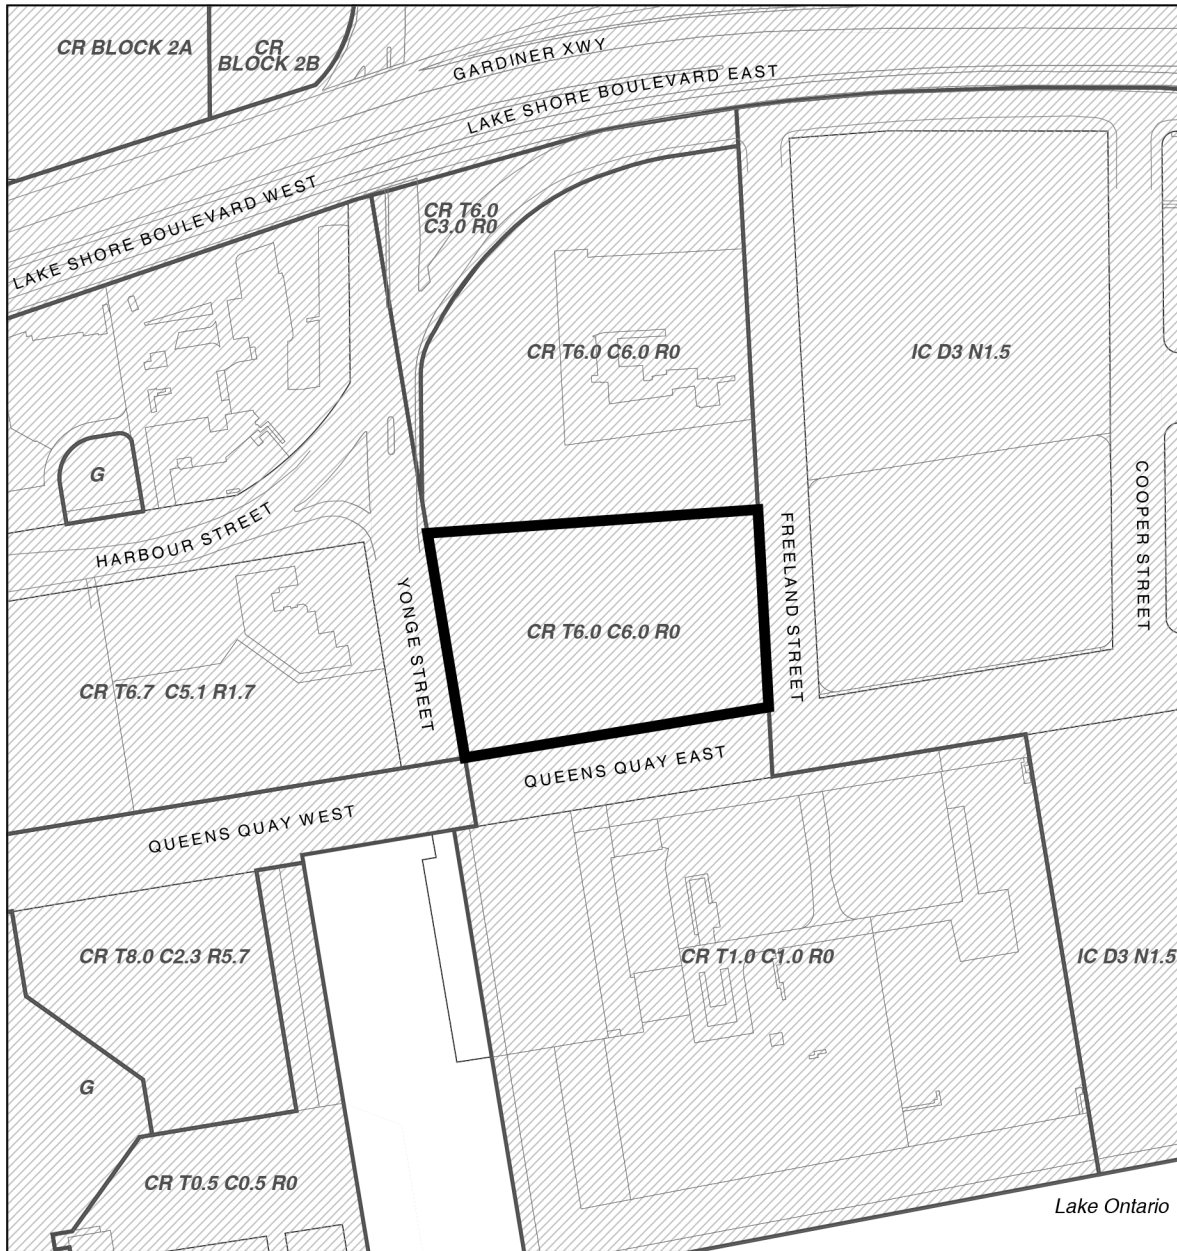 CR BLOCK 2A
CR
BLOCK 2B
GARDINER XWY
LAKE SHORE BOULEVARD EAST
LAKE SHORE BOULEVARD WEST
CR T6.0
C3.0 R0
CR T6.0 C6.0 R0
IC D3 N1.5
G
HARBOUR STREET
COOPER STREET
FREELAND STREET
YONGE STREET
CR T6.0 C6.0 R0
CR T6.7 C5.1 R1.7
QUEENS QUAY EAST
QUEENS QUAY WEST
CR T8.0 C2.3 R5.7
CR T1.0 C1.0 R0
IC D3 N1.5
G
CR T0.5 C0.5 R0
Lake Ontario